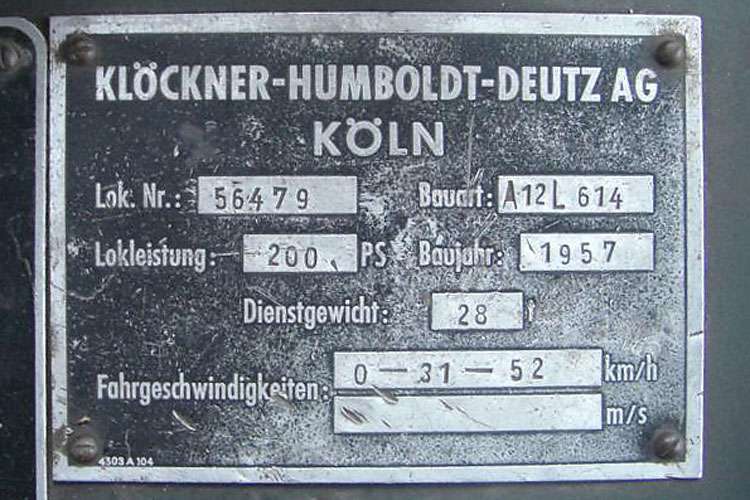 KLÖCKNER-HUMBOLDT-DEUTZ AG
KÖLN
Lok. Nr.: 56479 Bauart: A12L 614
Lokleistung: 200 PS Baujahr: 1957
Dienstgewicht: 28 t
Fahrgeschwindigkeiten: 0—31—52 km/h
m/s
4303 A 104